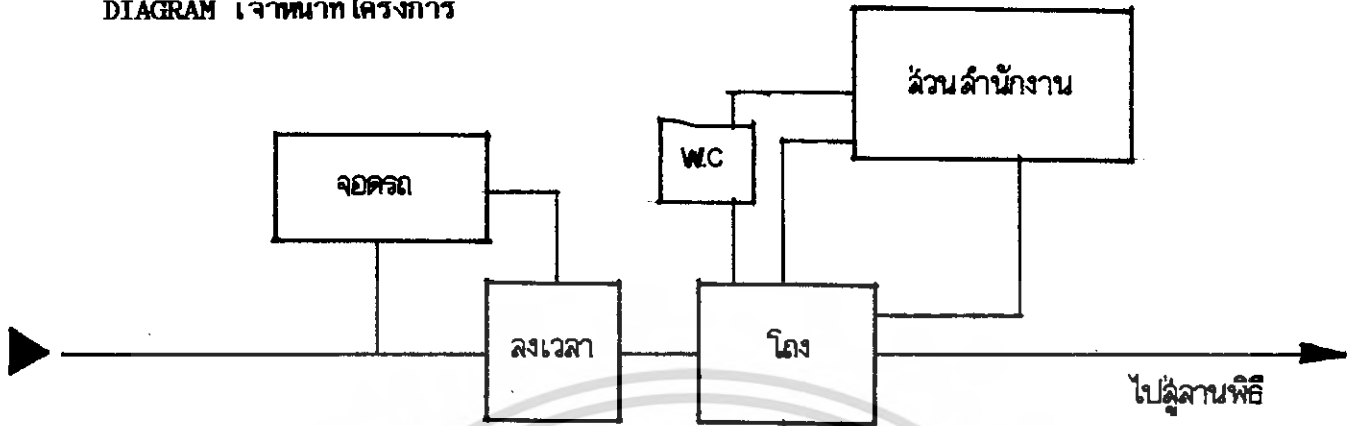 DIAGRAM เจ้าหน้าที่โครงการ
ส่วนสำนักงาน
W.C
จอดรถ
ลงเวลา
โถง
ไปสู่ลานพิธี